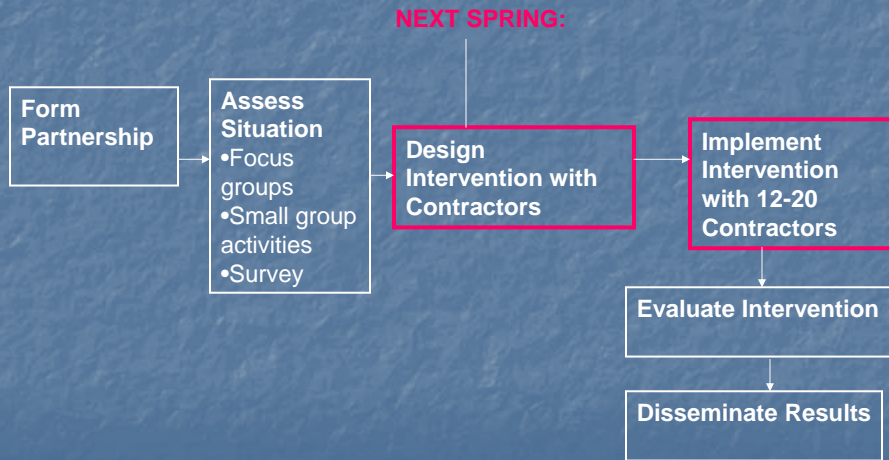 NEXT SPRING:
Form
Partnership
Assess
Situation
•Focus
groups
•Small group
activities
•Survey
Design
Intervention with
Contractors
Implement
Intervention
with 12-20
Contractors
Evaluate Intervention
Disseminate Results